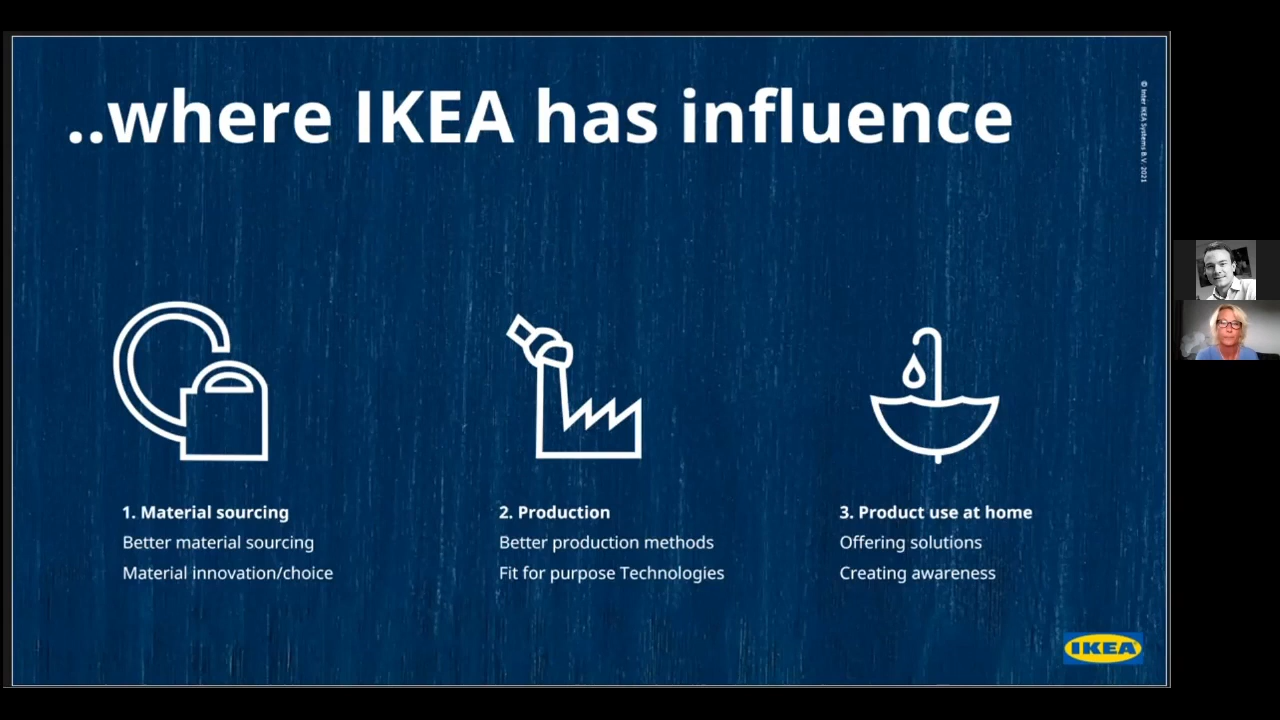 ..where IKEA has influence
© Inter IKEA Systems B.V. 2021
1. Material sourcing
Better material sourcing
Material innovation/choice
2. Production
Better production methods
Fit for purpose Technologies
3. Product use at home
Offering solutions
Creating awareness
IKEA